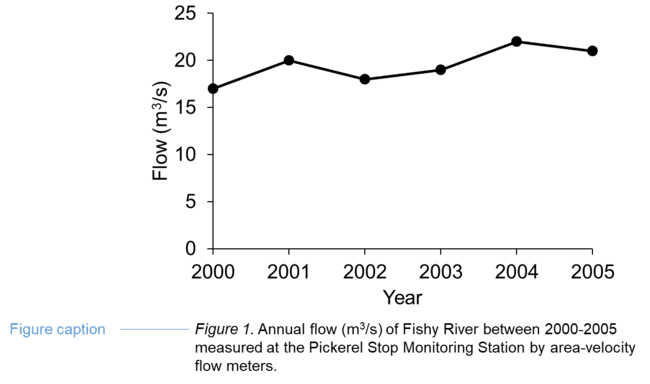 25
20
15
10
5
0
Flow (m³/s)
2000 2001 2002 2003 2004 2005
Year
Figure caption
Figure 1. Annual flow (m³/s) of Fishy River between 2000-2005
measured at the Pickerel Stop Monitoring Station by area-velocity
flow meters.